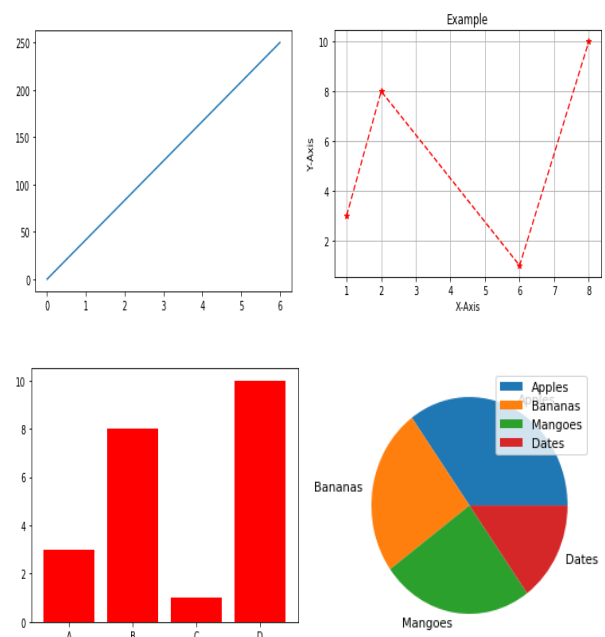 250
200
150
100
50
0
0 1 2 3 4 5 6
Example
10
8
6
4
2
Y-Axis
1 2 3 4 5 6 7 8
X-Axis
10
8
6
4
2
0
A B C D
Apples
Bananas
Mangoes
Dates
Apples
Bananas
Mangoes
Dates